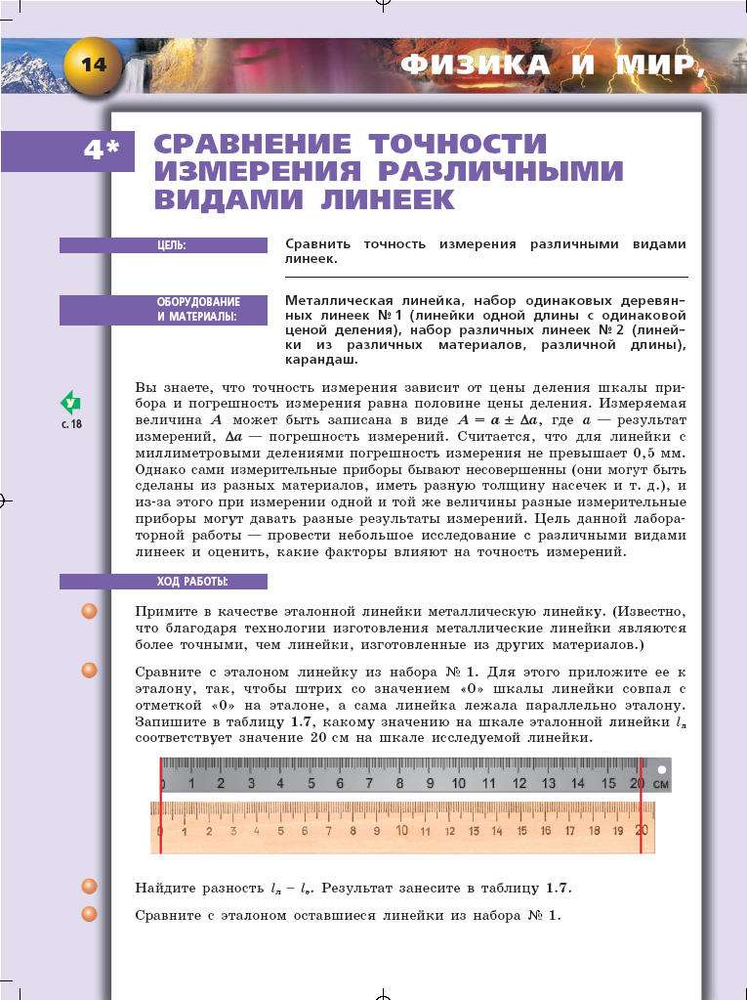 14
ФИЗИКА И МИР,
4*
СРАВНЕНИЕ ТОЧНОСТИ
ИЗМЕРЕНИЯ РАЗЛИЧНЫМИ
ВИДАМИ ЛИНЕЕК
ЦЕЛЬ:
Сравнить точность измерения различными видами
линеек.
ОБОРУДОВАНИЕ
И МАТЕРИАЛЫ:
Металлическая линейка, набор одинаковых деревян-
ных линеек № 1 (линейки одной длины с одинаковой
ценой деления), набор различных линеек № 2 (линей-
ки из различных материалов, различной длины),
карандаш.
У
с. 18
Вы знаете, что точность измерения зависит от цены деления шкалы при-
бора и погрешность измерения равна половине цены деления. Измеряемая
величина A может быть записана в виде A = a ± Δa, где a — результат
измерений, Δa — погрешность измерений. Считается, что для линейки с
миллиметровыми делениями погрешность измерения не превышает 0,5 мм.
Однако сами измерительные приборы бывают несовершенны (они могут быть
сделаны из разных материалов, иметь разную толщину насечек и т. д.), и
из-за этого при измерении одной и той же величины разные измерительные
приборы могут давать разные результаты измерений. Цель данной лабора-
торной работы — провести небольшое исследование с различными видами
линеек и оценить, какие факторы влияют на точность измерений.
ХОД РАБОТЫ:
Примите в качестве эталонной линейки металлическую линейку. (Известно,
что благодаря технологии изготовления металлические линейки являются
более точными, чем линейки, изготовленные из других материалов.)
Сравните с эталоном линейку из набора № 1. Для этого приложите ее к
эталону, так, чтобы штрих со значением «0» шкалы линейки совпал с
отметкой «0» на эталоне, а сама линейка лежала параллельно эталону.
Запишите в таблицу 1.7, какому значению на шкале эталонной линейки lл
соответствует значение 20 см на шкале исследуемой линейки.
0 1 2 3 4 5 6 7 8 9 10 11 12 13 14 15 20 СМ
0 1 2 3 4 5 6 7 8 9 10 11 12 13 14 15 16 17 18 19 20
Найдите разность lл – lэ. Результат занесите в таблицу 1.7.
Сравните с эталоном оставшиеся линейки из набора № 1.